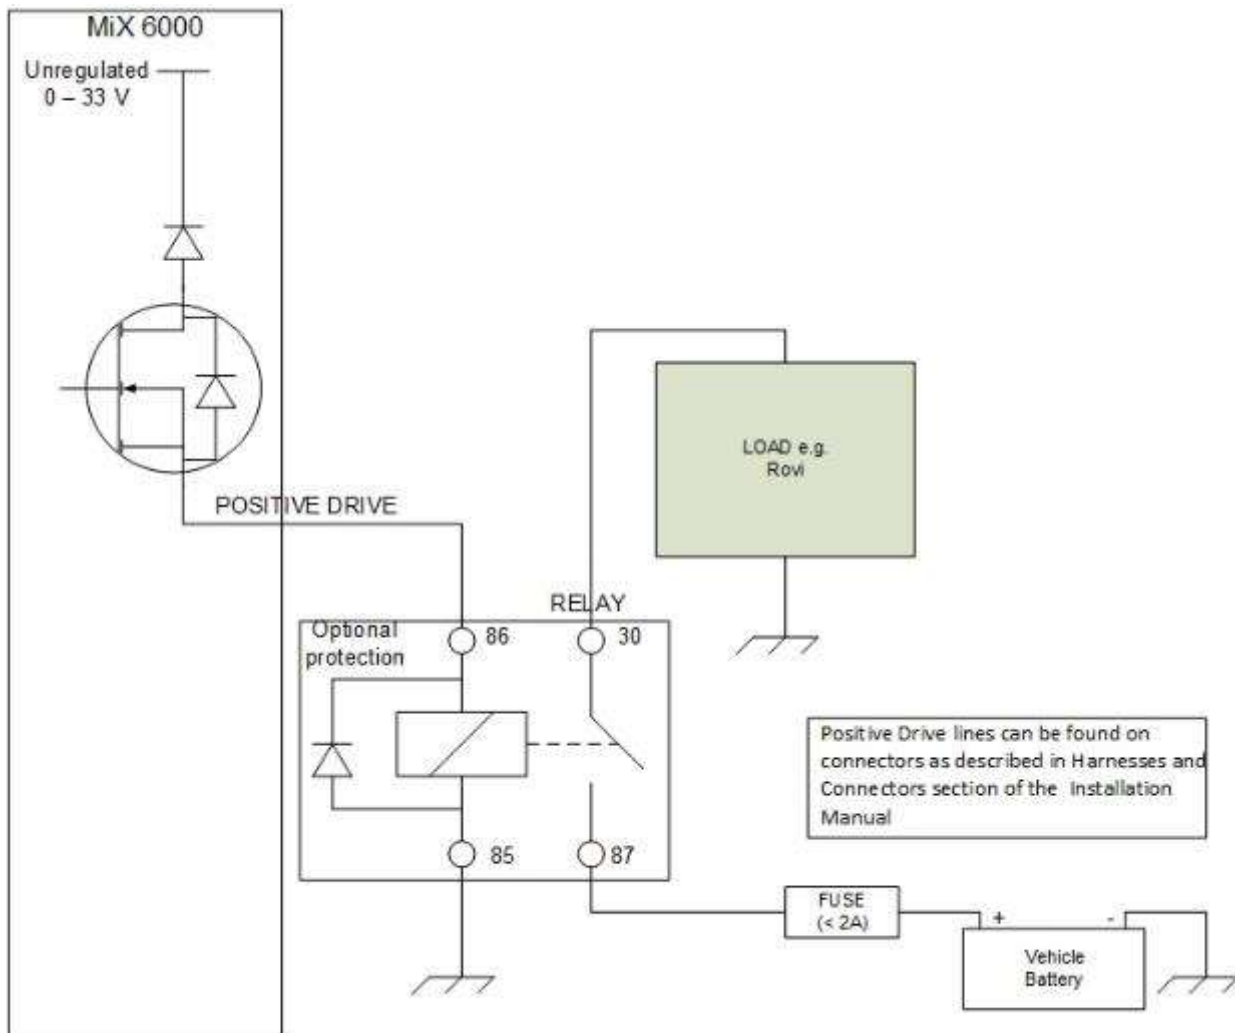 MiX 6000
Unregulated
0 – 33 V
POSITIVE DRIVE
LOAD e.g.
Rovi
RELAY
Optional
protection
86
30
85
87
Positive Drive lines can be found on
connectors as described in Harnesses and
Connectors section of the Installation
Manual
FUSE
(< 2A)
+
-
Vehicle
Battery